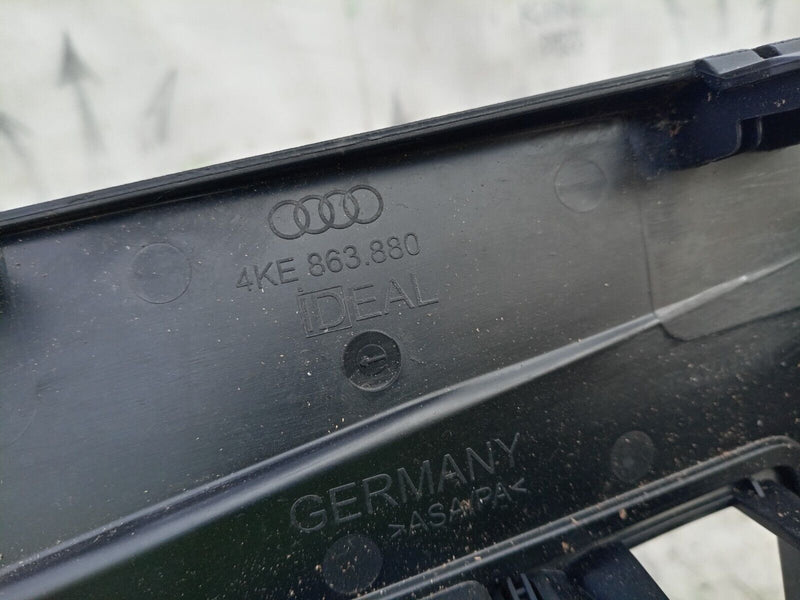 4KE 863.880
IDEAL
GERMANY
>ASA/PA<